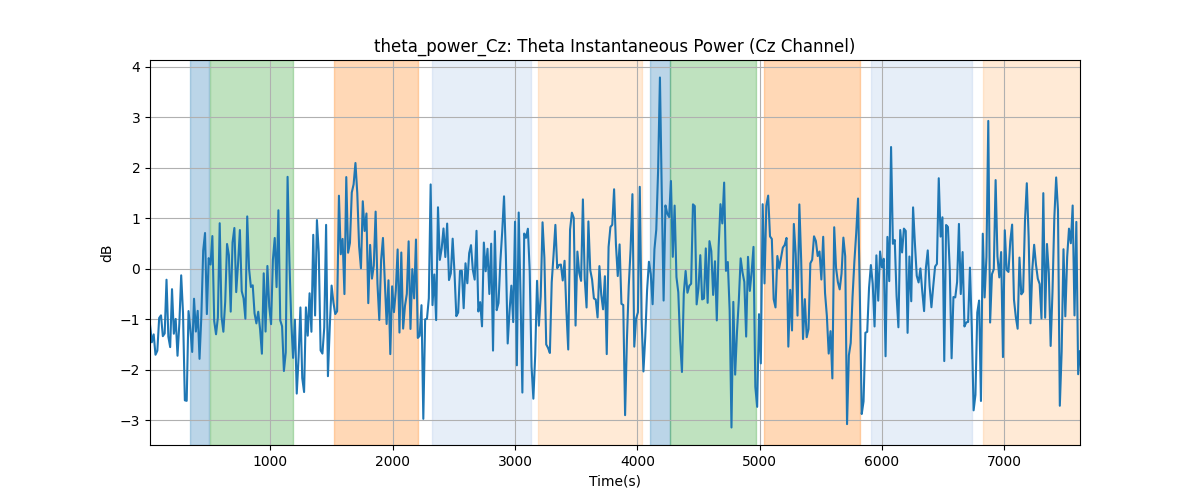 theta_power_Cz: Theta Instantaneous Power (Cz Channel)
4
3
2
1
0
−1
−2
−3
dB
1000 2000 3000 4000 5000 6000 7000
Time(s)